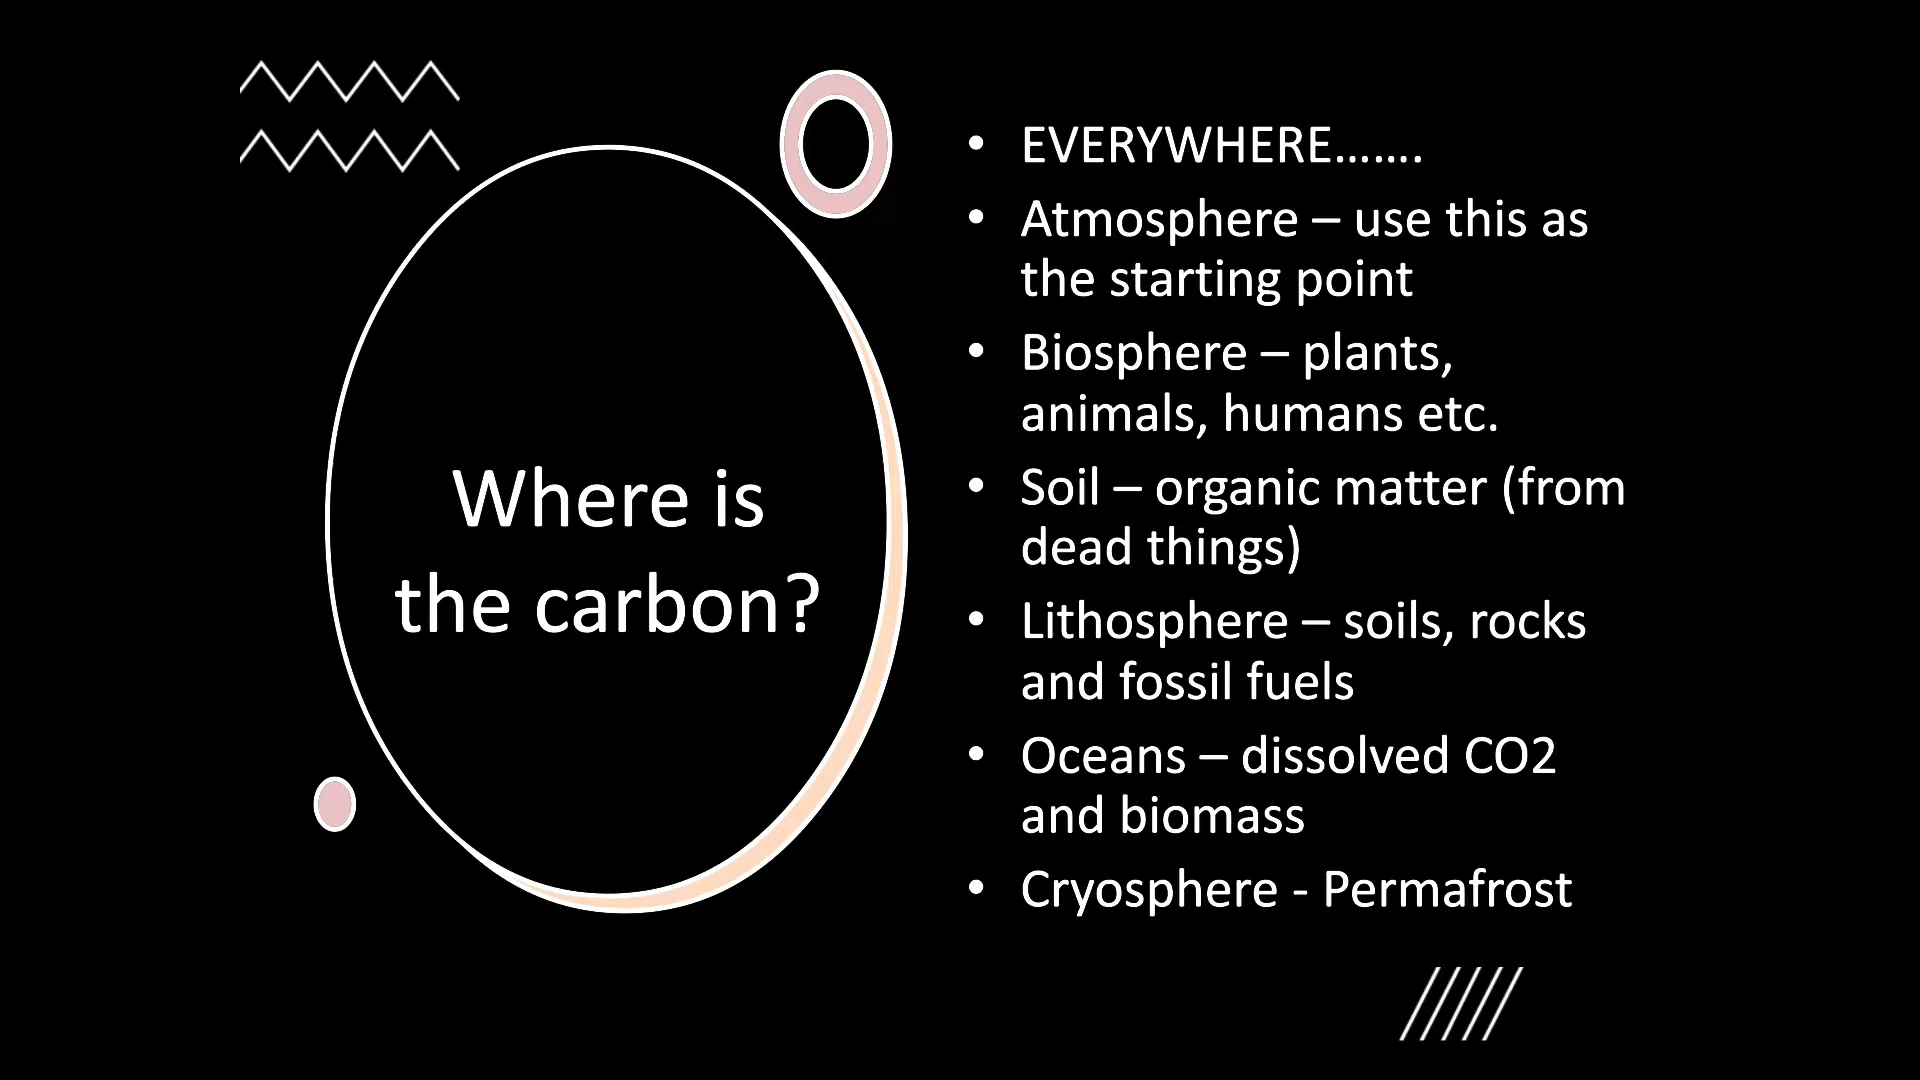 Where is
the carbon?
• EVERYWHERE.......
• Atmosphere – use this as
the starting point
• Biosphere – plants,
animals, humans etc.
• Soil – organic matter (from
dead things)
• Lithosphere – soils, rocks
and fossil fuels
• Oceans – dissolved CO2
and biomass
• Cryosphere - Permafrost